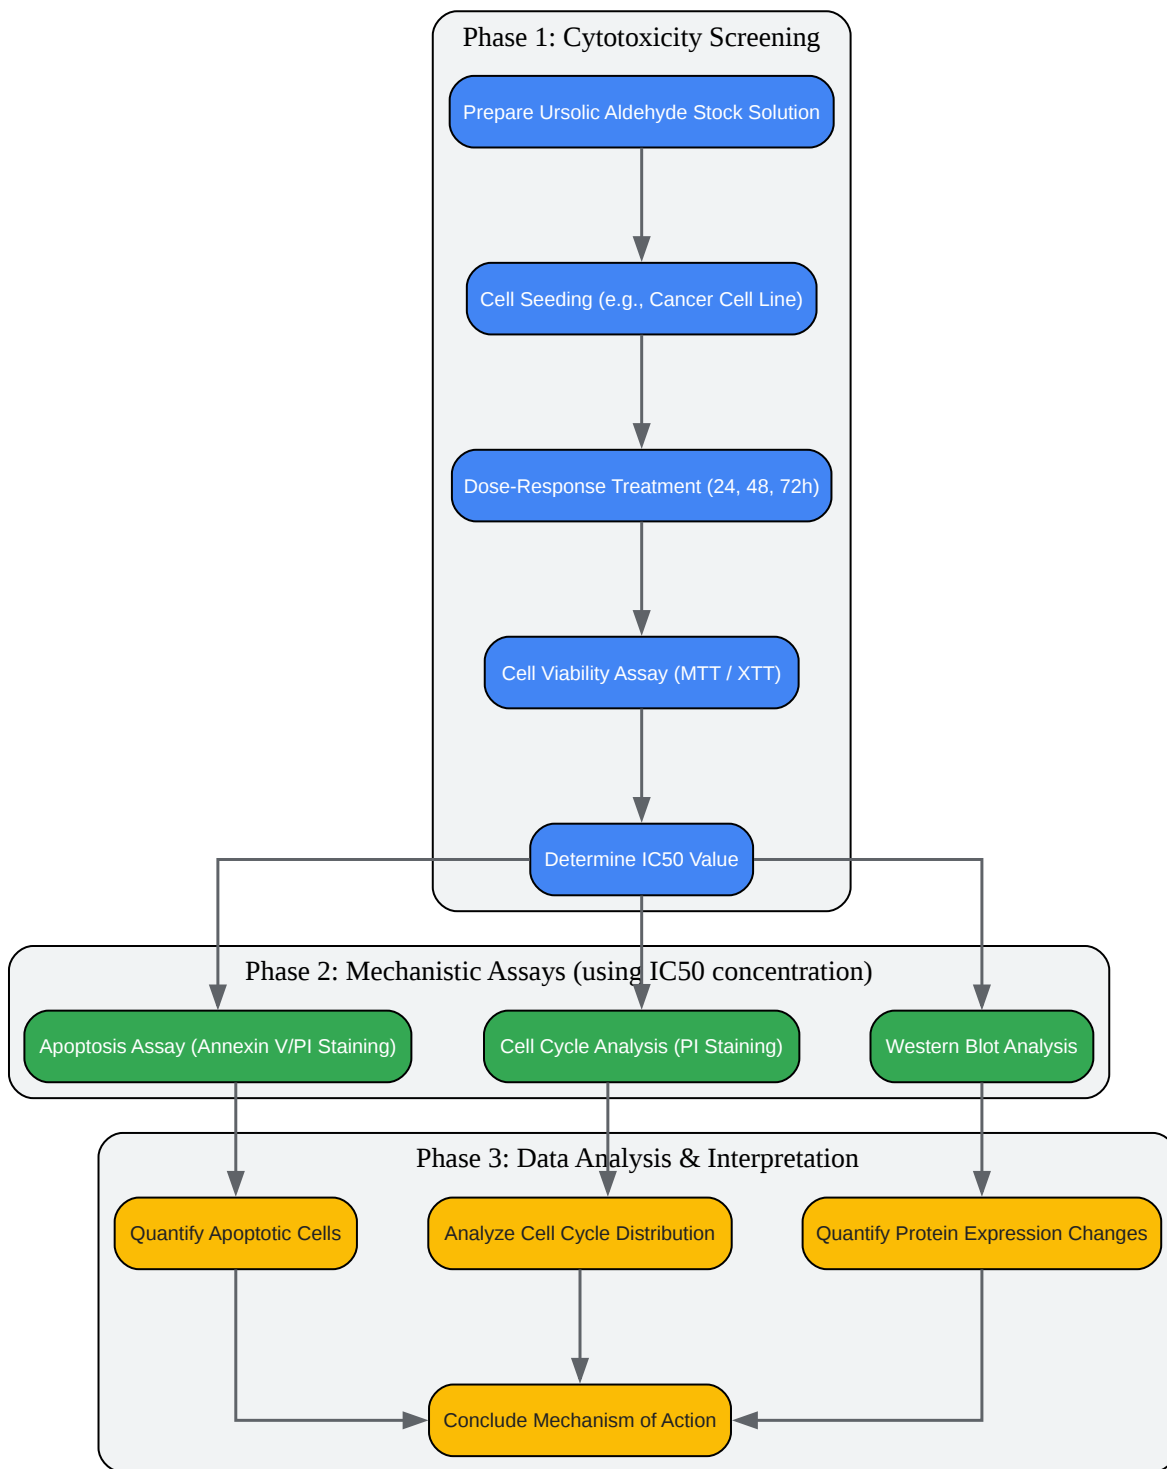 Phase 1: Cytotoxicity Screening
Prepare Ursolic Aldehyde Stock Solution
Cell Seeding (e.g., Cancer Cell Line)
Dose-Response Treatment (24, 48, 72h)
Cell Viability Assay (MTT / XTT)
Determine IC50 Value
Phase 2: Mechanistic Assays (using IC50 concentration)
Apoptosis Assay (Annexin V/PI Staining)
Cell Cycle Analysis (PI Staining)
Western Blot Analysis
Phase 3: Data Analysis & Interpretation
Quantify Apoptotic Cells
Analyze Cell Cycle Distribution
Quantify Protein Expression Changes
Conclude Mechanism of Action